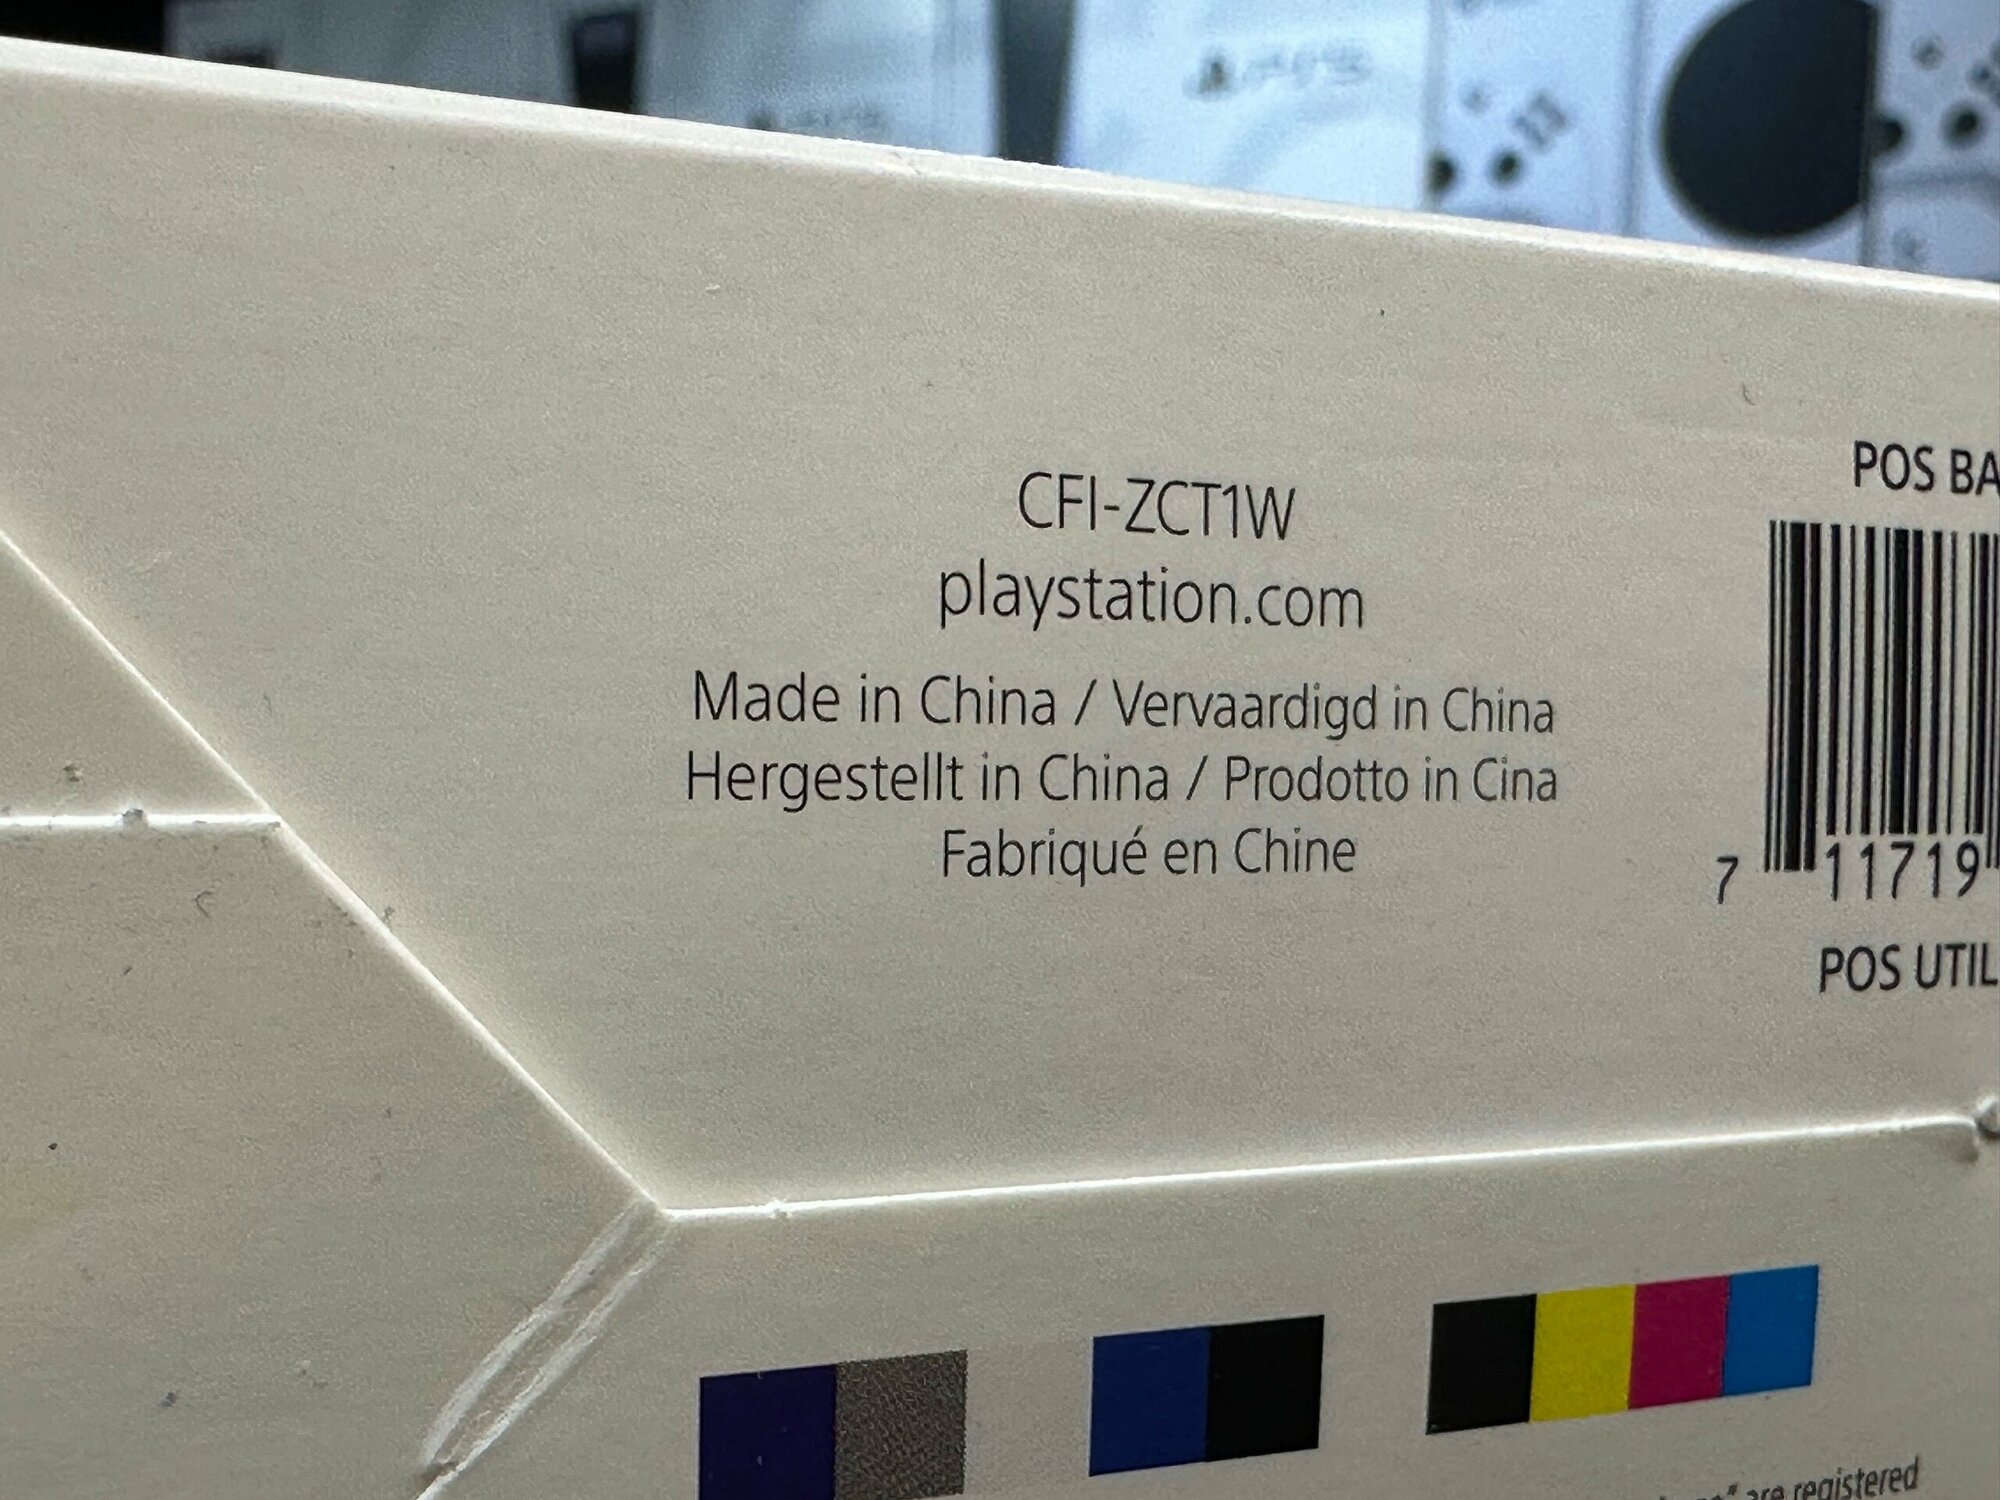 CFI-ZCT1W
playstation.com
Made in China / Vervaardigd in China
Hergestellt in China / Prodotto in Cina
Fabriqué en Chine
POS BA
7 11719
POS UTIL
are registered